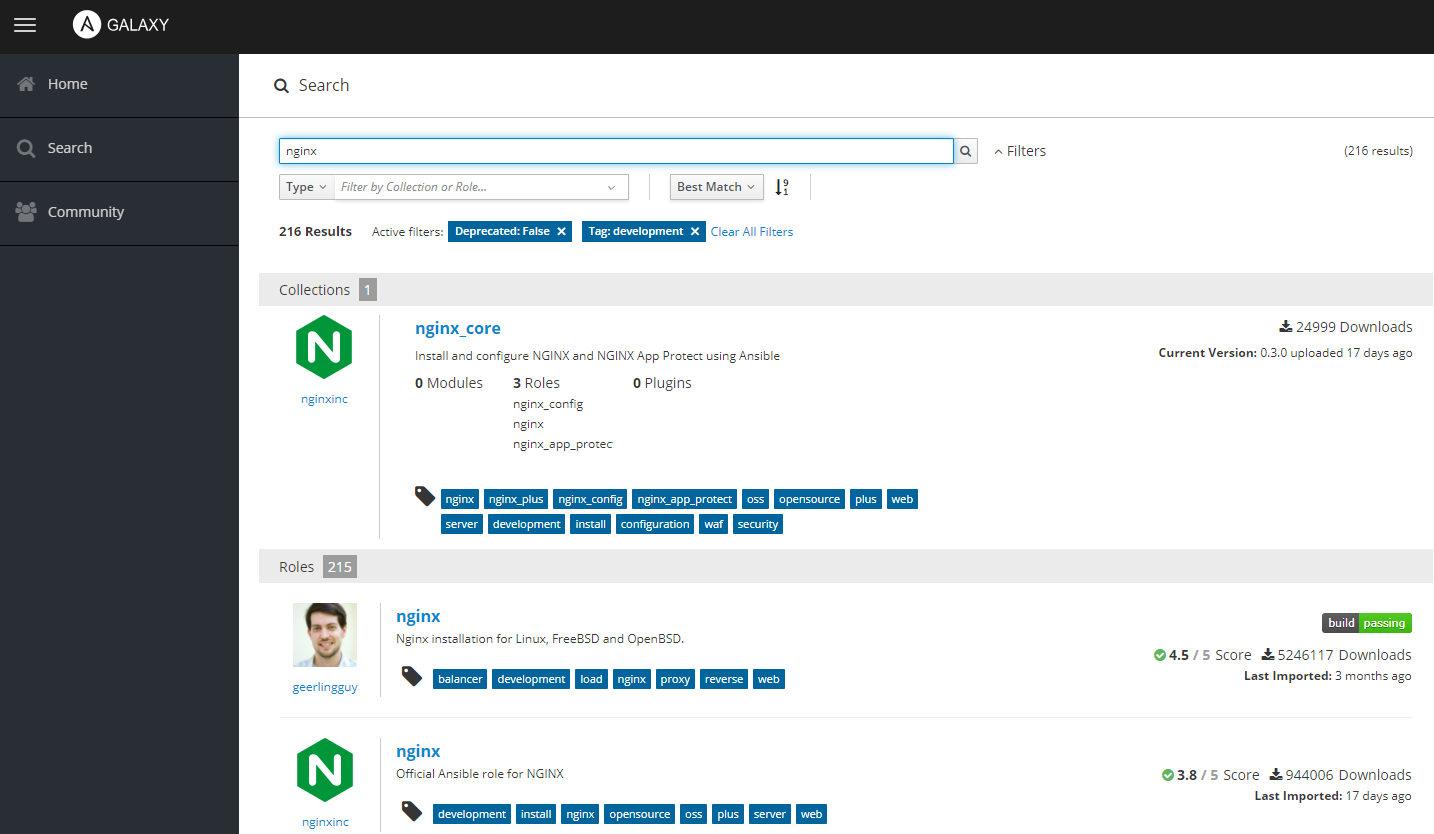 GALAXY
Home
Search
Community
Search
nginx
Filters
(216 results)
Type
Filter by Collection or Role...
Best Match
216 Results Active filters: Deprecated: False Tag: development Clear All Filters
Collections 1
nginxinc
nginx_core
Install and configure NGINX and NGINX App Protect using Ansible
0 Modules 3 Roles 0 Plugins
nginx_config
nginx
nginx_app_protec
24999 Downloads
Current Version: 0.3.0 uploaded 17 days ago
nginx nginx_plus nginx_config nginx_app_protect oss opensource plus web
server development install configuration waf security
Roles 215
geerlingguy
nginx
Nginx installation for Linux, FreeBSD and OpenBSD.
balancer development load nginx proxy reverse web
build passing
4.5 / 5 Score 5246117 Downloads
Last Imported: 3 months ago
N
nginxinc
nginx
Official Ansible role for NGINX
development install nginx opensource oss plus server web
3.8 / 5 Score 944006 Downloads
Last Imported: 17 days ago